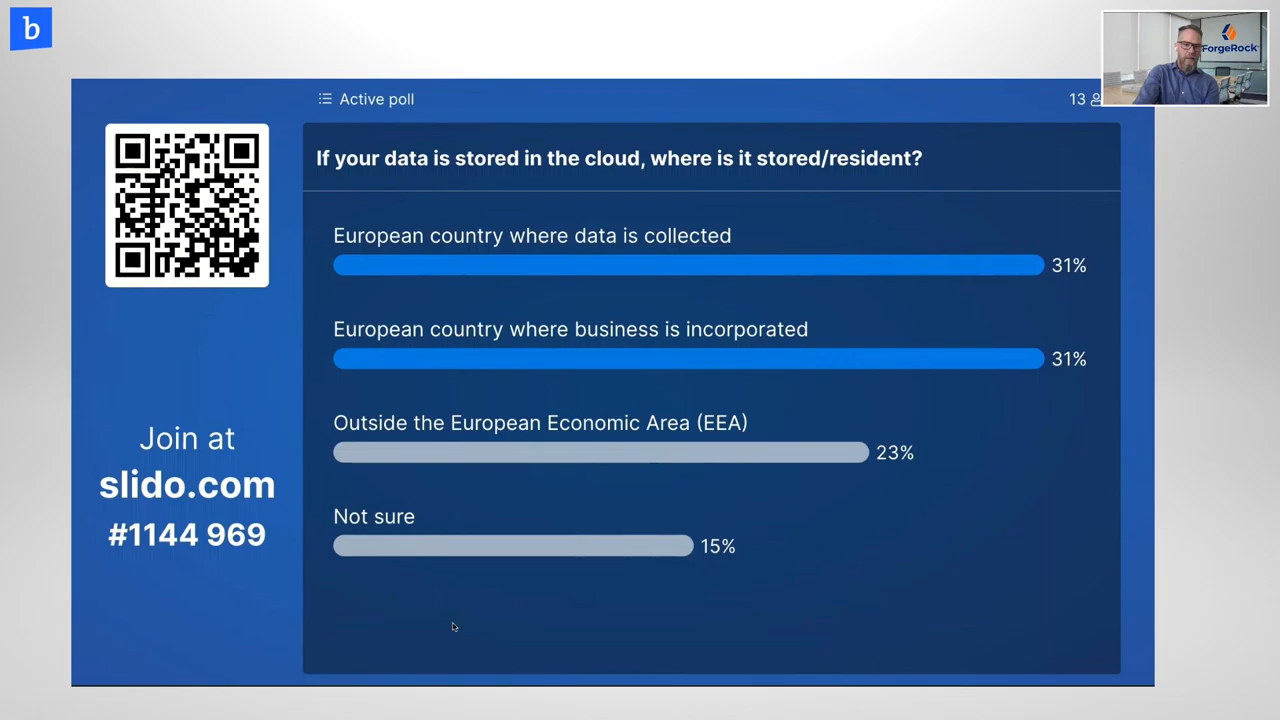 b
ForgeRock
Active poll
13
If your data is stored in the cloud, where is it stored/resident?
European country where data is collected
31%
European country where business is incorporated
31%
Outside the European Economic Area (EEA)
23%
Not sure
15%
Join at
slido.com
#1144 969